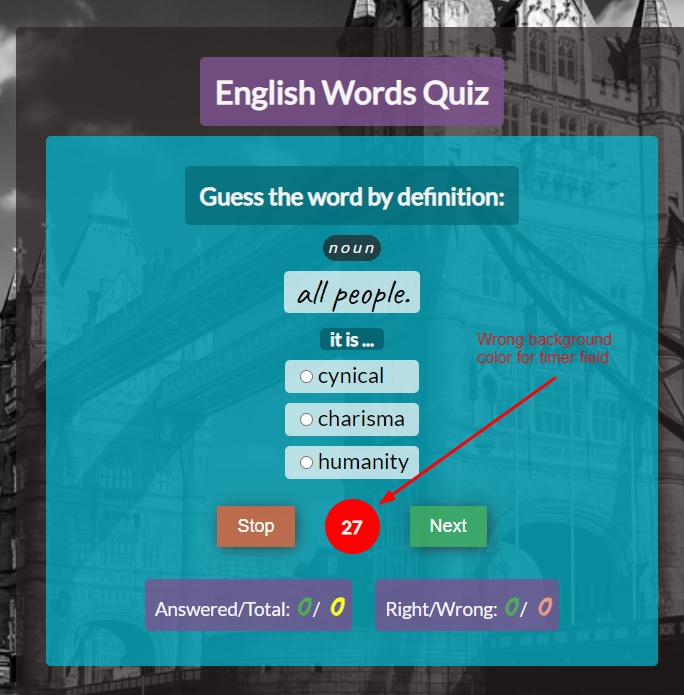 English Words Quiz
Guess the word by definition:
noun
all people.
it is ...
Wrong background
color for timer field
cynical
charisma
humanity
Stop
27
Next
Answered/Total: 0/ 0
Right/Wrong: 0/ 0